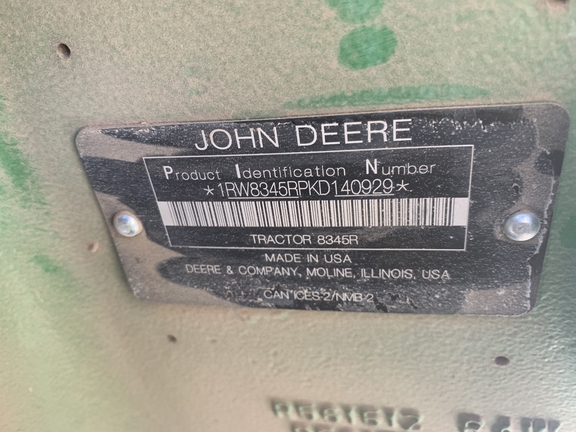 JOHN DEERE
Product Identification Number
*1RW8345RPKD140929*
TRACTOR 8345R
MADE IN USA
DEERE & COMPANY, MOLINE, ILLINOIS, USA
CAN ICES-2/NMB-2
R561612